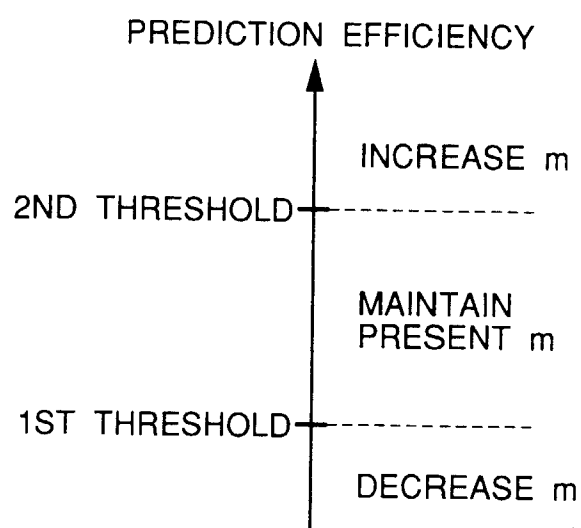 PREDICTION EFFICIENCY
INCREASE m
2ND THRESHOLD
MAINTAIN
PRESENT m
1ST THRESHOLD
DECREASE m